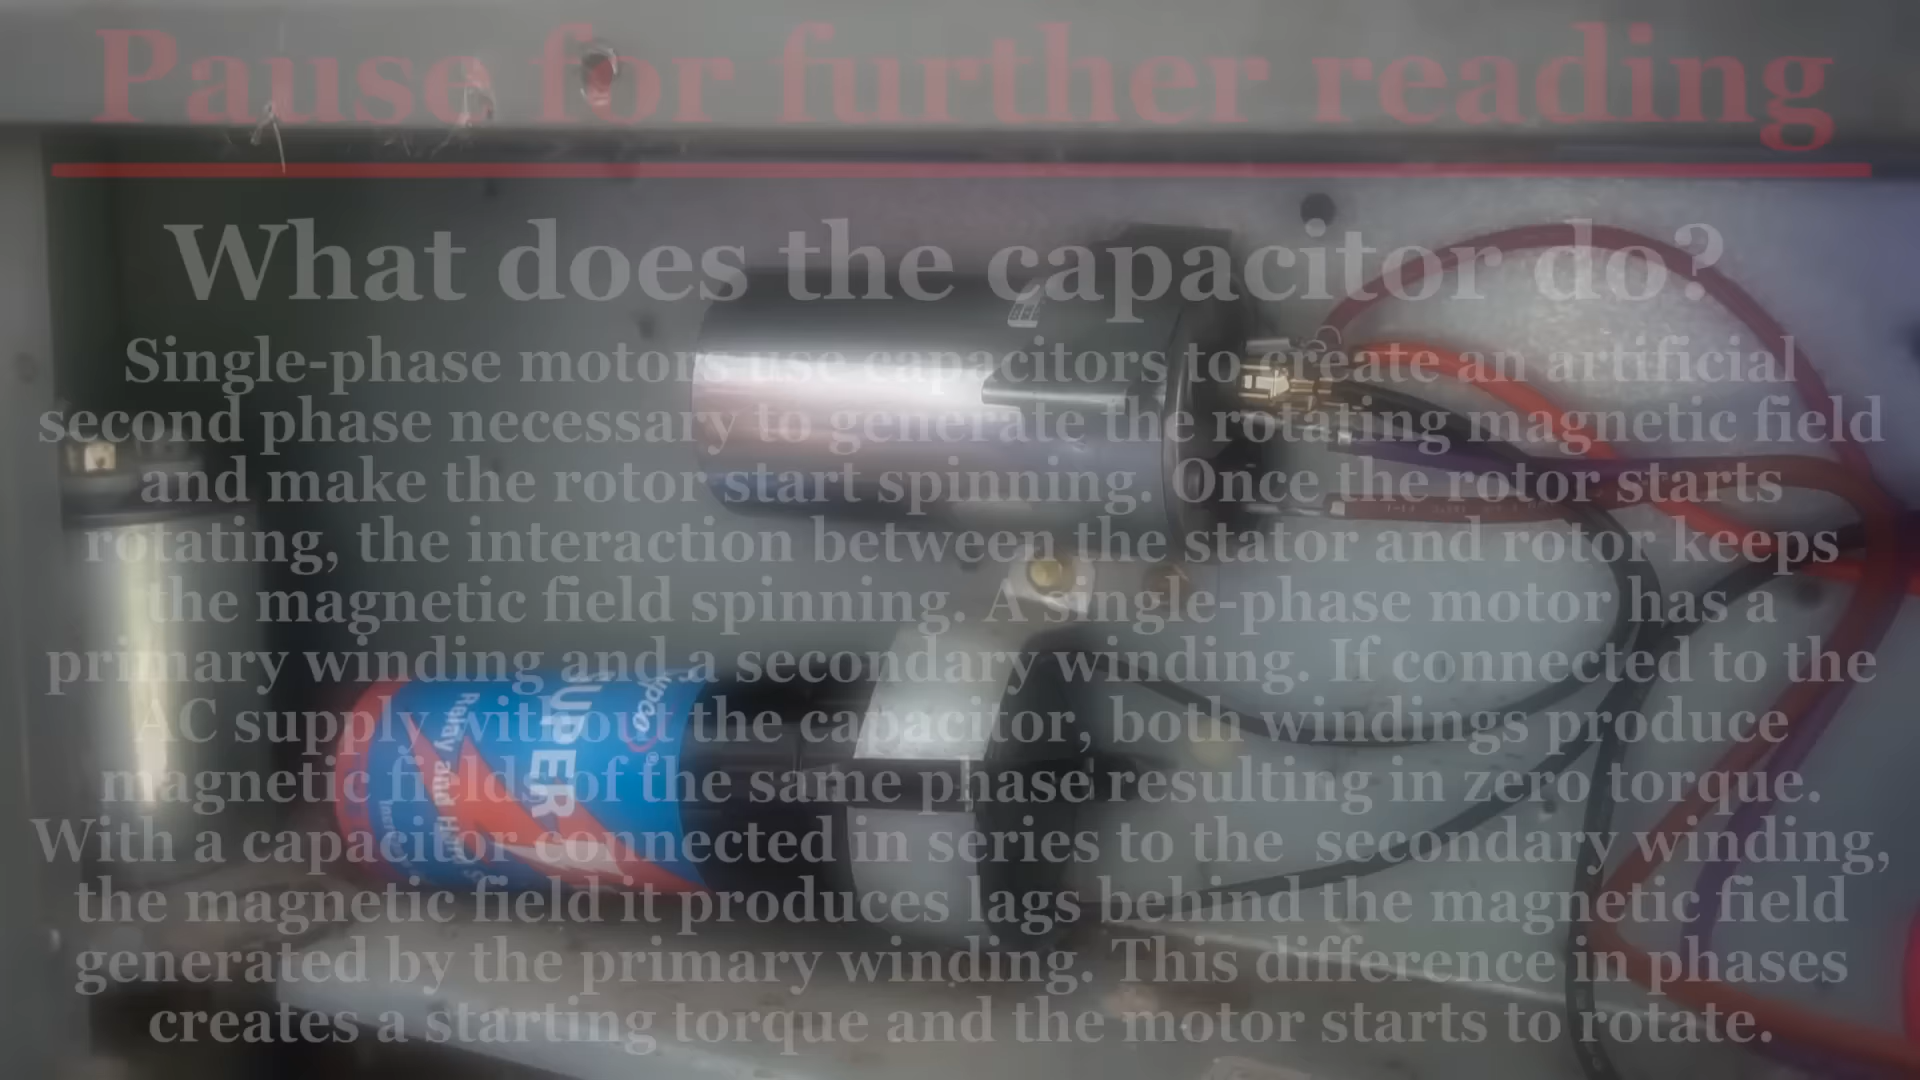 Pause for further reading
What does the capacitor do?
Single-phase motors use capacitors to create an artificial
second phase necessary to generate the rotating magnetic field
and make the rotor start spinning. Once the rotor starts
rotating, the interaction between the stator and rotor keeps
the magnetic field spinning. A single-phase motor has a
primary winding and a secondary winding. If connected to the
AC supply without the capacitor, both windings produce
magnetic fields of the same phase resulting in zero torque.
With a capacitor connected in series to the secondary winding,
the magnetic field it produces lags behind the magnetic field
generated by the primary winding. This difference in phases
creates a starting torque and the motor starts to rotate.
upco
SUPER
Relay and Hard